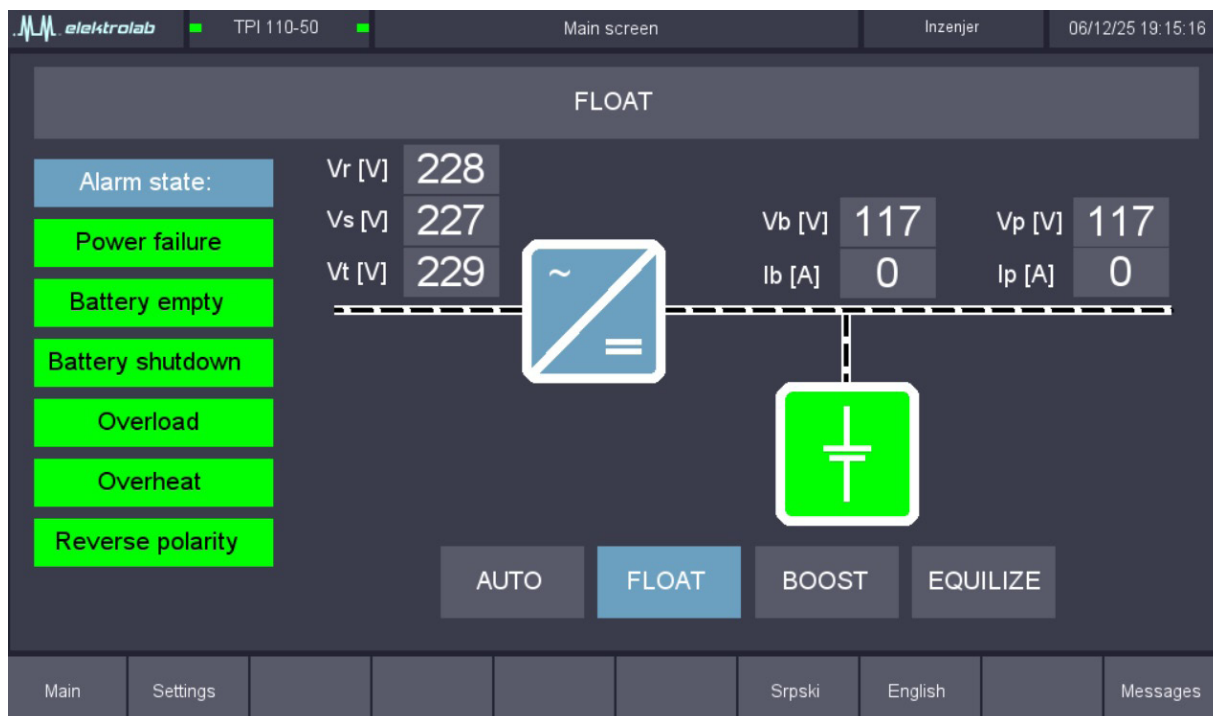 elektrolab TPI 110-50 Main screen Inzenjer 06/12/25 19:15:16
FLOAT
Alarm state:
Power failure
Battery empty
Battery shutdown
Overload
Overheat
Reverse polarity
Vr [V] 228
Vs [V] 227
Vt [V] 229
Vb [V] 117 Vp [V] 117
Ib [A] 0 Ip [A] 0
AUTO FLOAT BOOST EQUILIZE
Main Settings Srpski English Messages